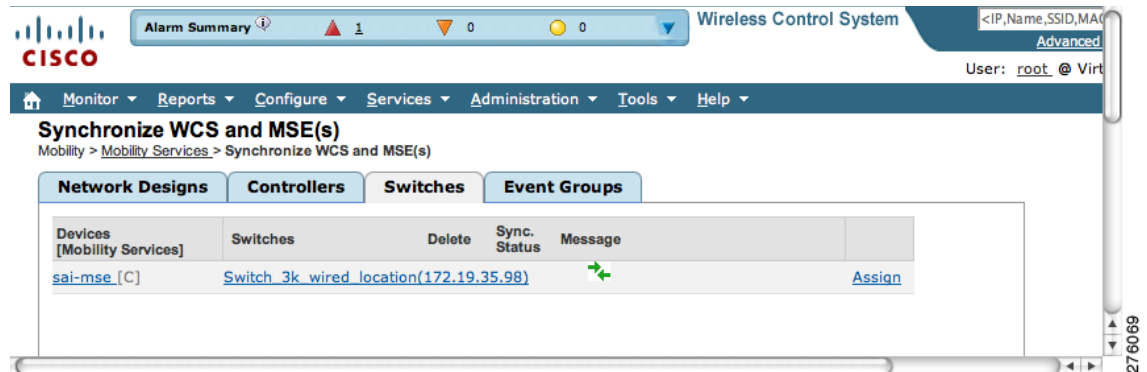 Alarm Summary 1 0 0
Wireless Control System
<IP,Name,SSID,MAC
Advanced
CISCO
User: root @ Virt
Monitor Reports Configure Services Administration Tools Help
Synchronize WCS and MSE(s)
Mobility > Mobility Services > Synchronize WCS and MSE(s)
Network Designs Controllers Switches Event Groups
Devices [Mobility Services] Switches Delete Sync. Status Message
sai-mse [C] Switch_3k_wired_location(172.19.35.98) Assign
276069